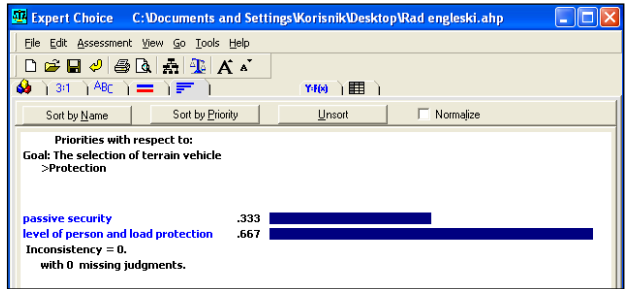 Expert Choice C:\Documents and Settings\Korisnik\Desktop\Rad engleski.ahp
File Edit Assessment View Go Tools Help
A A
3:1 ABC Y=F(x)
Sort by Name Sort by Priority Unsort Normalize
Priorities with respect to:
Goal: The selection of terrain vehicle
>Protection
passive security .333
level of person and load protection .667
Inconsistency = 0.
with 0 missing judgments.